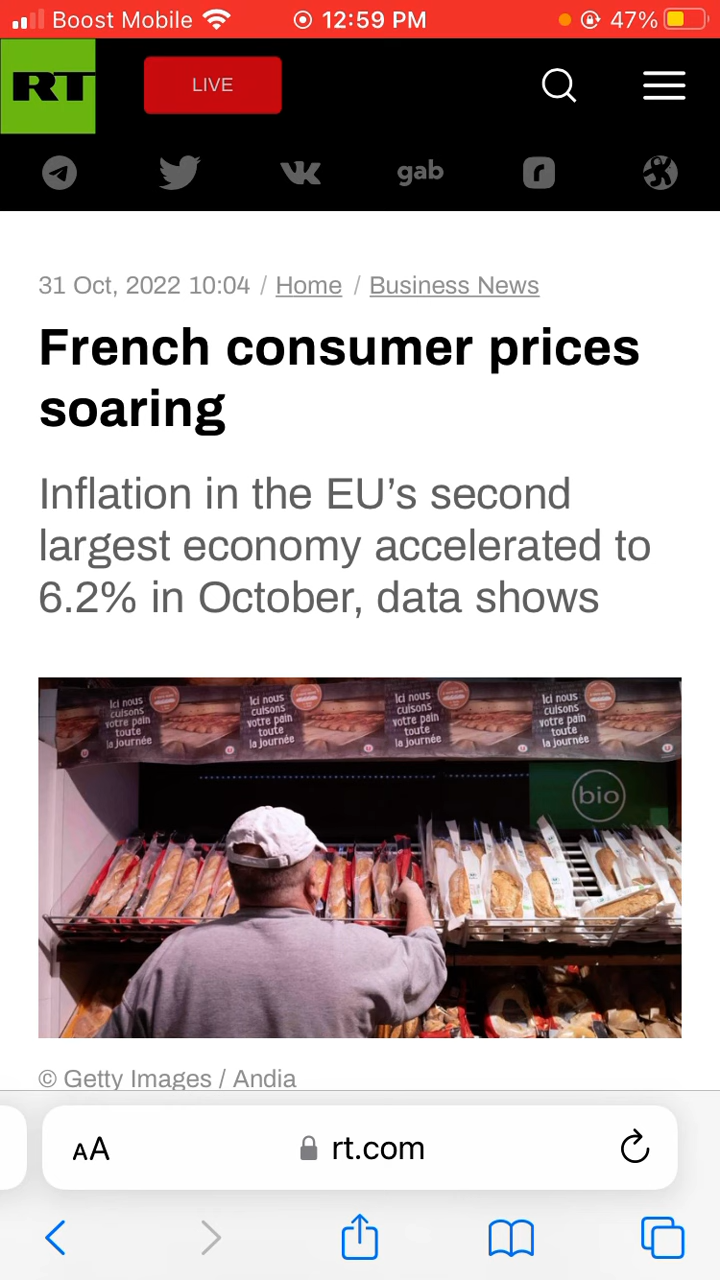 Boost Mobile 12:59 PM 47%
RT LIVE
gab
31 Oct, 2022 10:04 / Home / Business News
French consumer prices
soaring
Inflation in the EU’s second
largest economy accelerated to
6.2% in October, data shows
Ici nous
cuisons
votre pain
toute
la journée
Ici nous
cuisons
votre pain
toute
la journée
Ici nous
cuisons
votre pain
toute
la journée
Ici nous
cuisons
votre pain
toute
la journée
bio
© Getty Images / Andia
AA rt.com